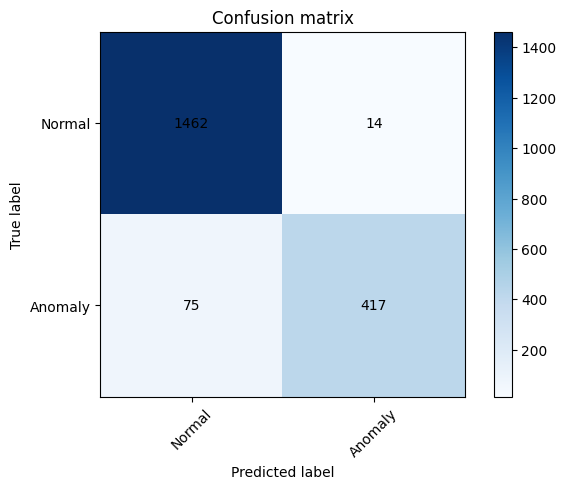 Confusion matrix
True label
Normal
Anomaly
1462
14
75
417
Normal
Anomaly
Predicted label
1400
1200
1000
800
600
400
200